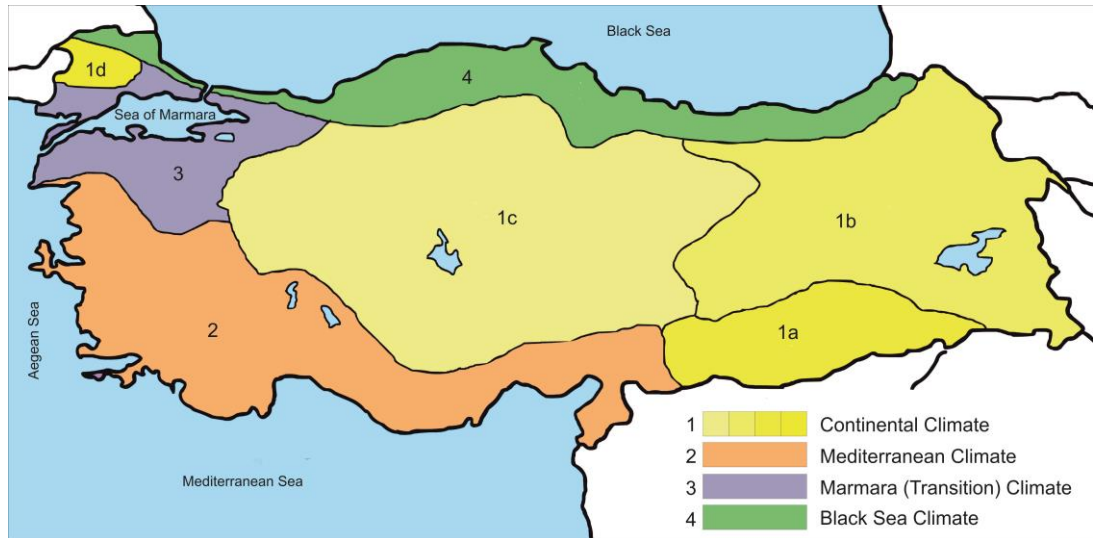 Black Sea
1d
4
Sea of Marmara
3
1c
1b
2
1a
Aegean Sea
Mediterranean Sea
1 Continental Climate
2 Mediterranean Climate
3 Marmara (Transition) Climate
4 Black Sea Climate